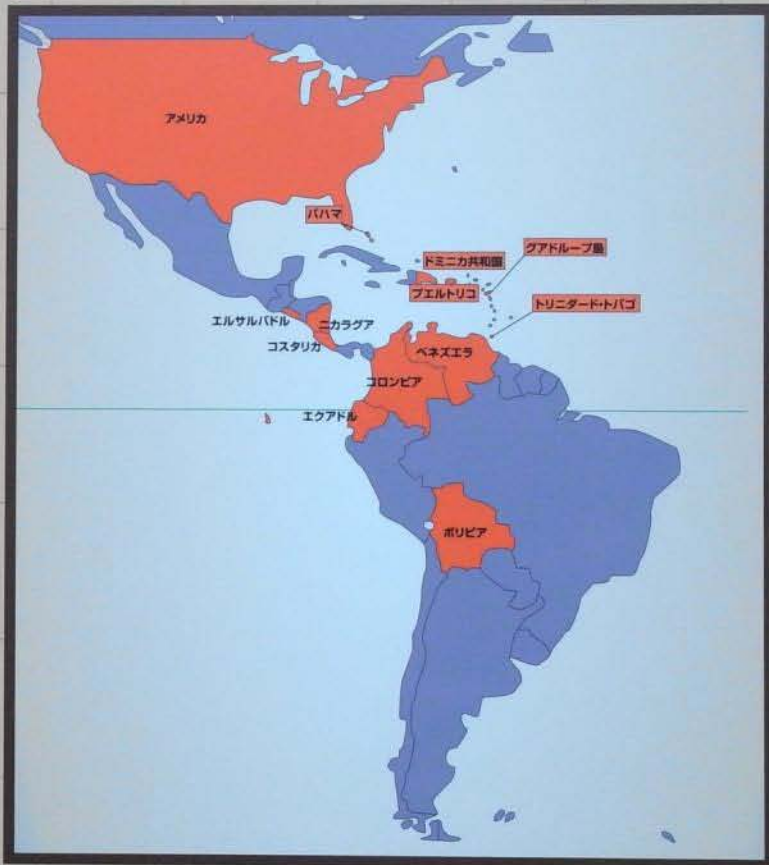 アメリカ
バハマ
ドミニカ共和国
グアドループ島
プエルトリコ
トリニダード・トバゴ
エルサルバドル
ニカラグア
コスタリカ
ベネズエラ
コロンビア
エクアドル
ボリビア